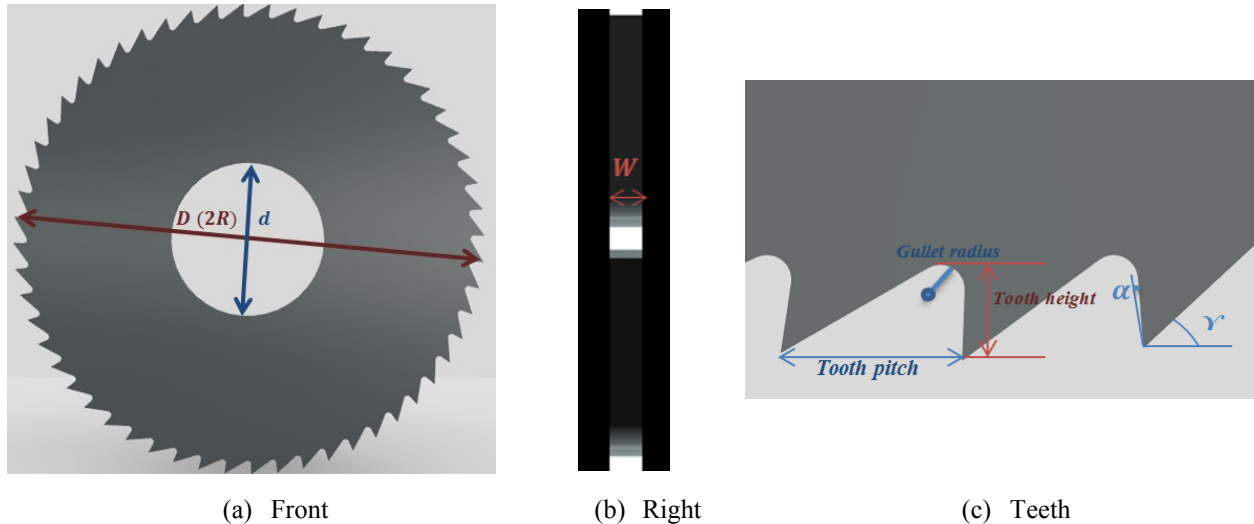 D (2R) d
W
Gullet radius
Tooth height
α
γ
Tooth pitch
(a) Front
(b) Right
(c) Teeth